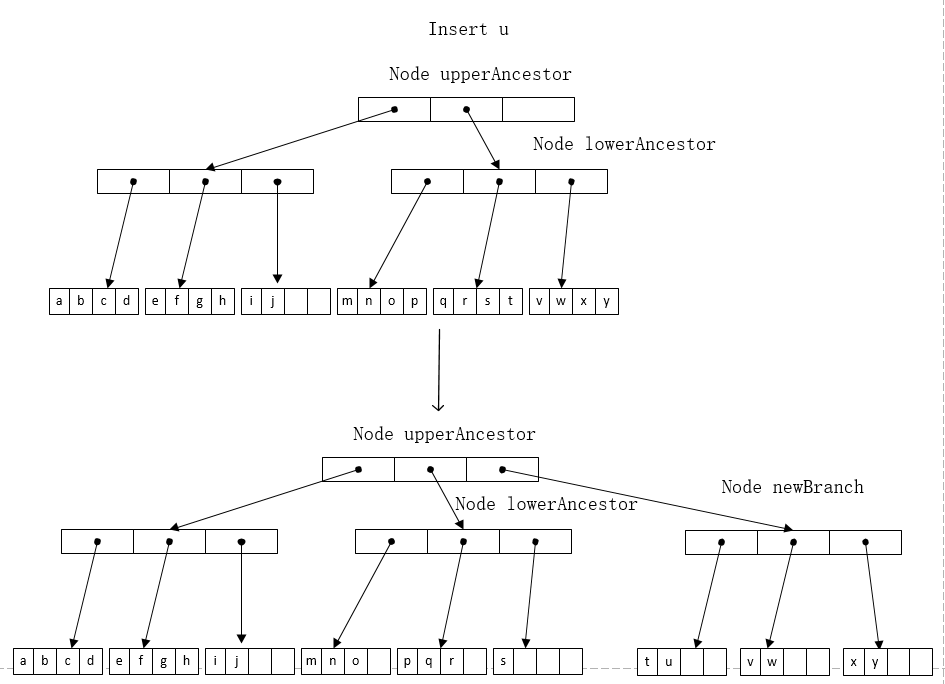 Insert u
Node upperAncestor
Node lowerAncestor
a b c d e f g h i j m n o p q r s t v w x y
Node upperAncestor
Node newBranch
Node lowerAncestor
a b c d e f g h i j m n o p q r s t u v w x y